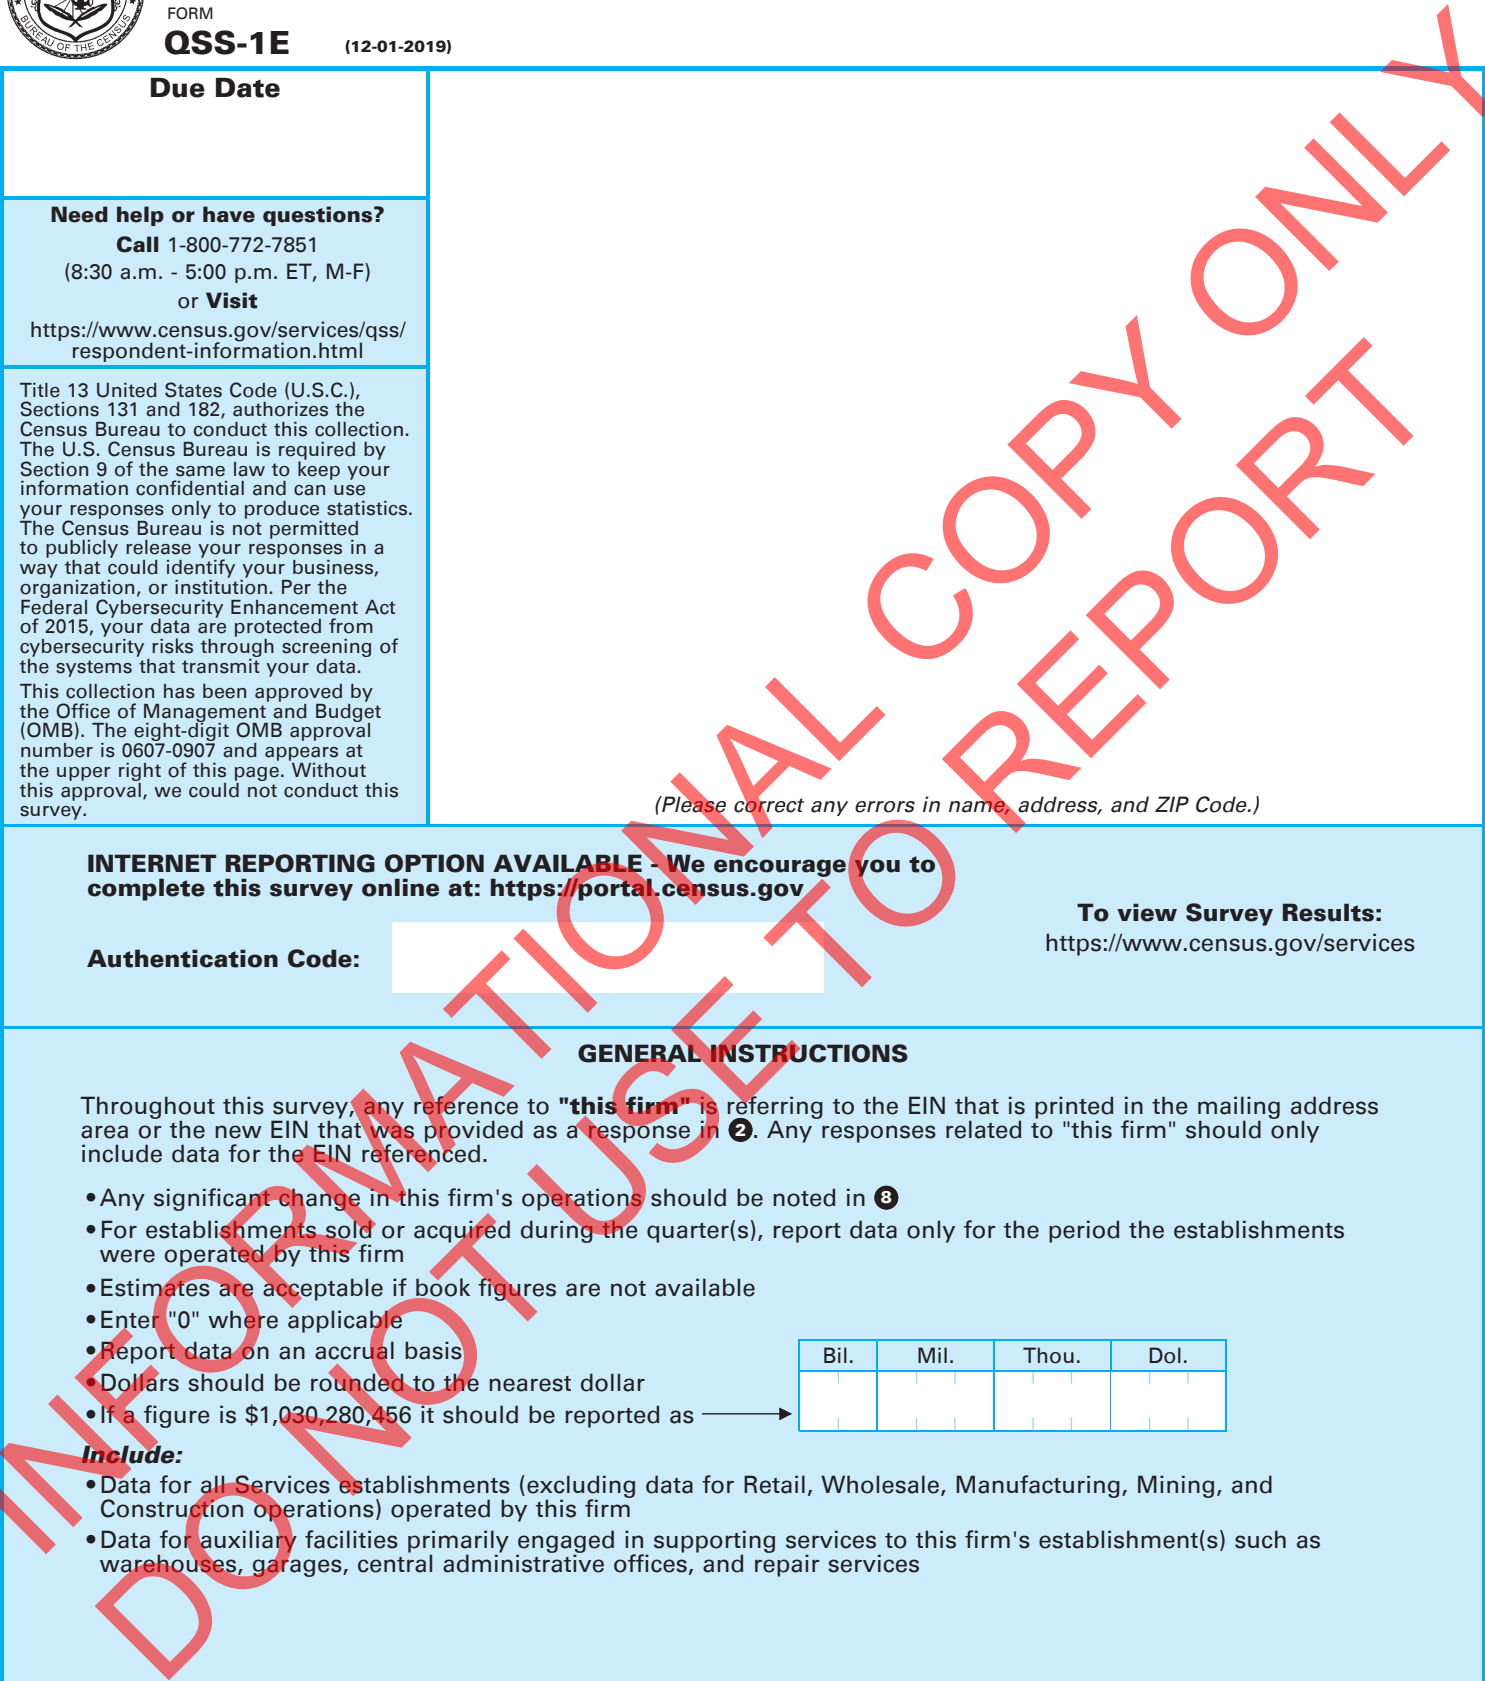 FORM
QSS-1E (12-01-2019)
BUREAU OF THE CENSUS
Due Date
Need help or have questions?
Call 1-800-772-7851
(8:30 a.m. - 5:00 p.m. ET, M-F)
or Visit
https://www.census.gov/services/qss/
respondent-information.html
Title 13 United States Code (U.S.C.),
Sections 131 and 182, authorizes the
Census Bureau to conduct this collection.
The U.S. Census Bureau is required by
Section 9 of the same law to keep your
information confidential and can use
your responses only to produce statistics.
The Census Bureau is not permitted
to publicly release your responses in a
way that could identify your business,
organization, or institution. Per the
Federal Cybersecurity Enhancement Act
of 2015, your data are protected from
cybersecurity risks through screening of
the systems that transmit your data.
This collection has been approved by
the Office of Management and Budget
(OMB). The eight-digit OMB approval
number is 0607-0907 and appears at
the upper right of this page. Without
this approval, we could not conduct this
survey.
(Please correct any errors in name, address, and ZIP Code.)
INTERNET REPORTING OPTION AVAILABLE - We encourage you to
complete this survey online at: https://portal.census.gov
Authentication Code:
To view Survey Results:
https://www.census.gov/services
GENERAL INSTRUCTIONS
Throughout this survey, any reference to "this firm" is referring to the EIN that is printed in the mailing address
area or the new EIN that was provided as a response in 2. Any responses related to "this firm" should only
include data for the EIN referenced.
• Any significant change in this firm's operations should be noted in 8
• For establishments sold or acquired during the quarter(s), report data only for the period the establishments
were operated by this firm
• Estimates are acceptable if book figures are not available
• Enter "0" where applicable
• Report data on an accrual basis
• Dollars should be rounded to the nearest dollar
• If a figure is $1,030,280,456 it should be reported as
Bil. Mil. Thou. Dol.
Include:
• Data for all Services establishments (excluding data for Retail, Wholesale, Manufacturing, Mining, and
Construction operations) operated by this firm
• Data for auxiliary facilities primarily engaged in supporting services to this firm's establishment(s) such as
warehouses, garages, central administrative offices, and repair services
INFORMATIONAL COPY ONLY
DO NOT USE TO REPORT